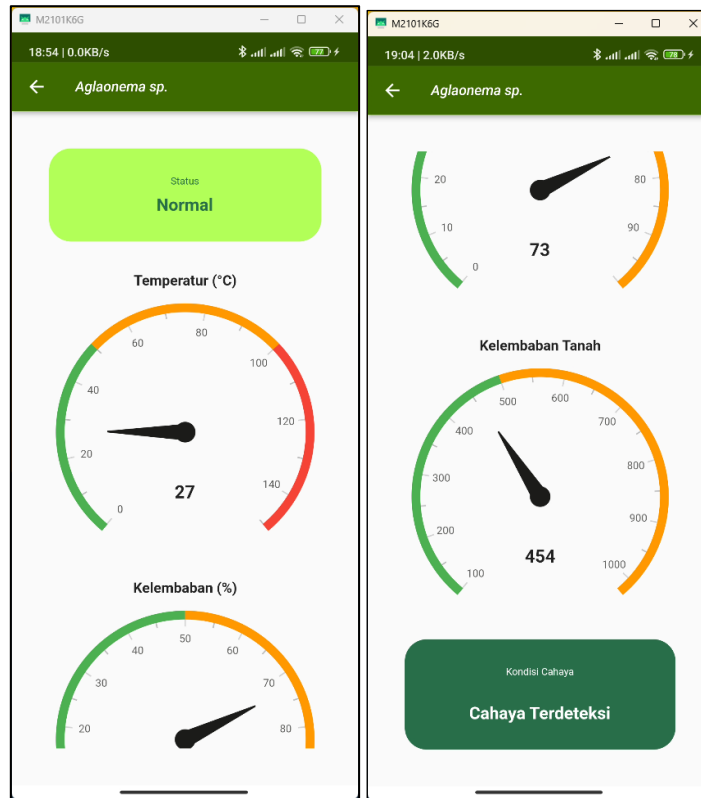 M2101K6G
18:54 | 0.0KB/s
77
Aglaonema sp.
Status
Normal
Temperatur (°C)
0
20
40
60
80
100
120
140
27
Kelembaban (%)
20
30
40
50
60
70
80
M2101K6G
19:04 | 2.0KB/s
78
Aglaonema sp.
0
10
20
80
90
73
Kelembaban Tanah
100
200
300
400
500
600
700
800
900
1000
454
Kondisi Cahaya
Cahaya Terdeteksi